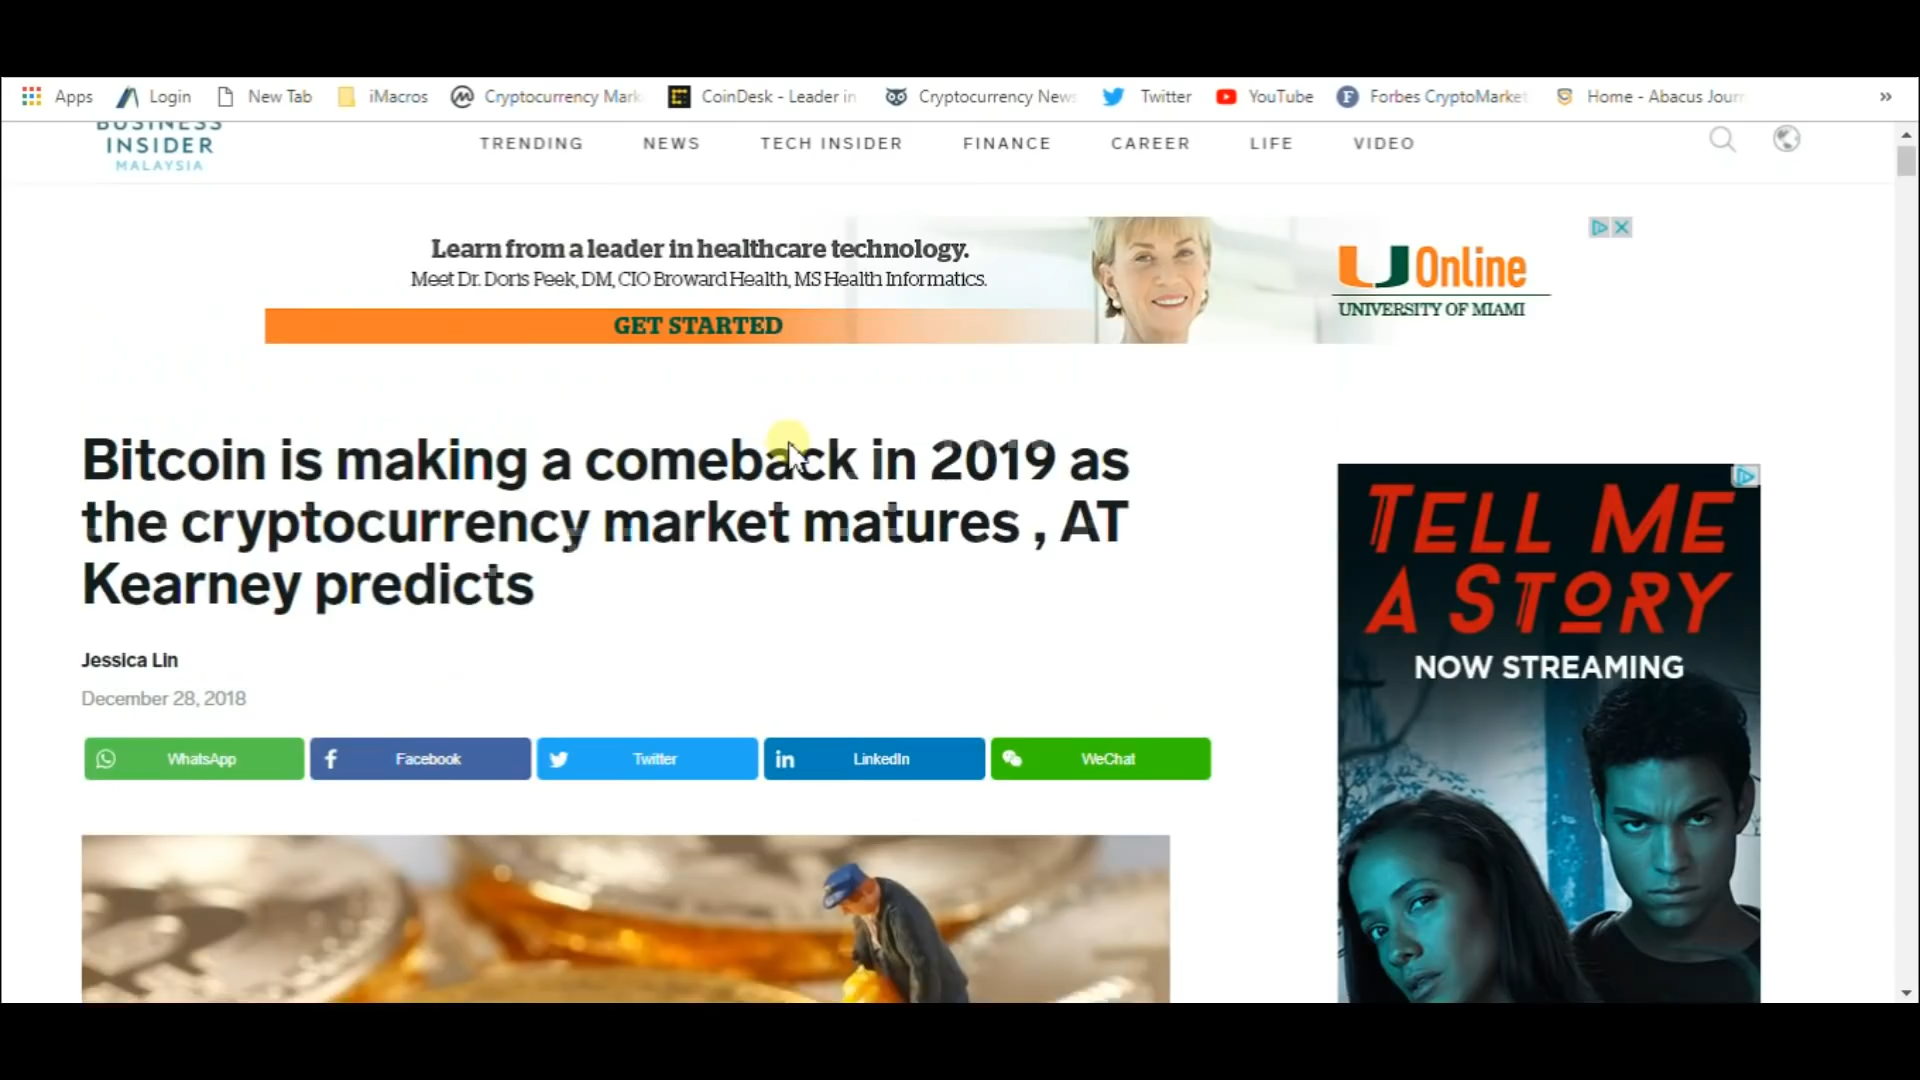 Apps Login New Tab iMacros Cryptocurrency Mark CoinDesk - Leader in Cryptocurrency News Twitter YouTube Forbes CryptoMarket Home - Abacus Journ »
BUSINESS
INSIDER
MALAYSIA
TRENDING NEWS TECH INSIDER FINANCE CAREER LIFE VIDEO
Learn from a leader in healthcare technology.
Meet Dr. Doris Peek, DM, CIO Broward Health, MS Health Informatics.
GET STARTED
U Online
UNIVERSITY OF MIAMI
Bitcoin is making a comeback in 2019 as
the cryptocurrency market matures , AT
Kearney predicts
Jessica Lin
December 28, 2018
WhatsApp Facebook Twitter LinkedIn WeChat
TELL ME
A STORY
NOW STREAMING